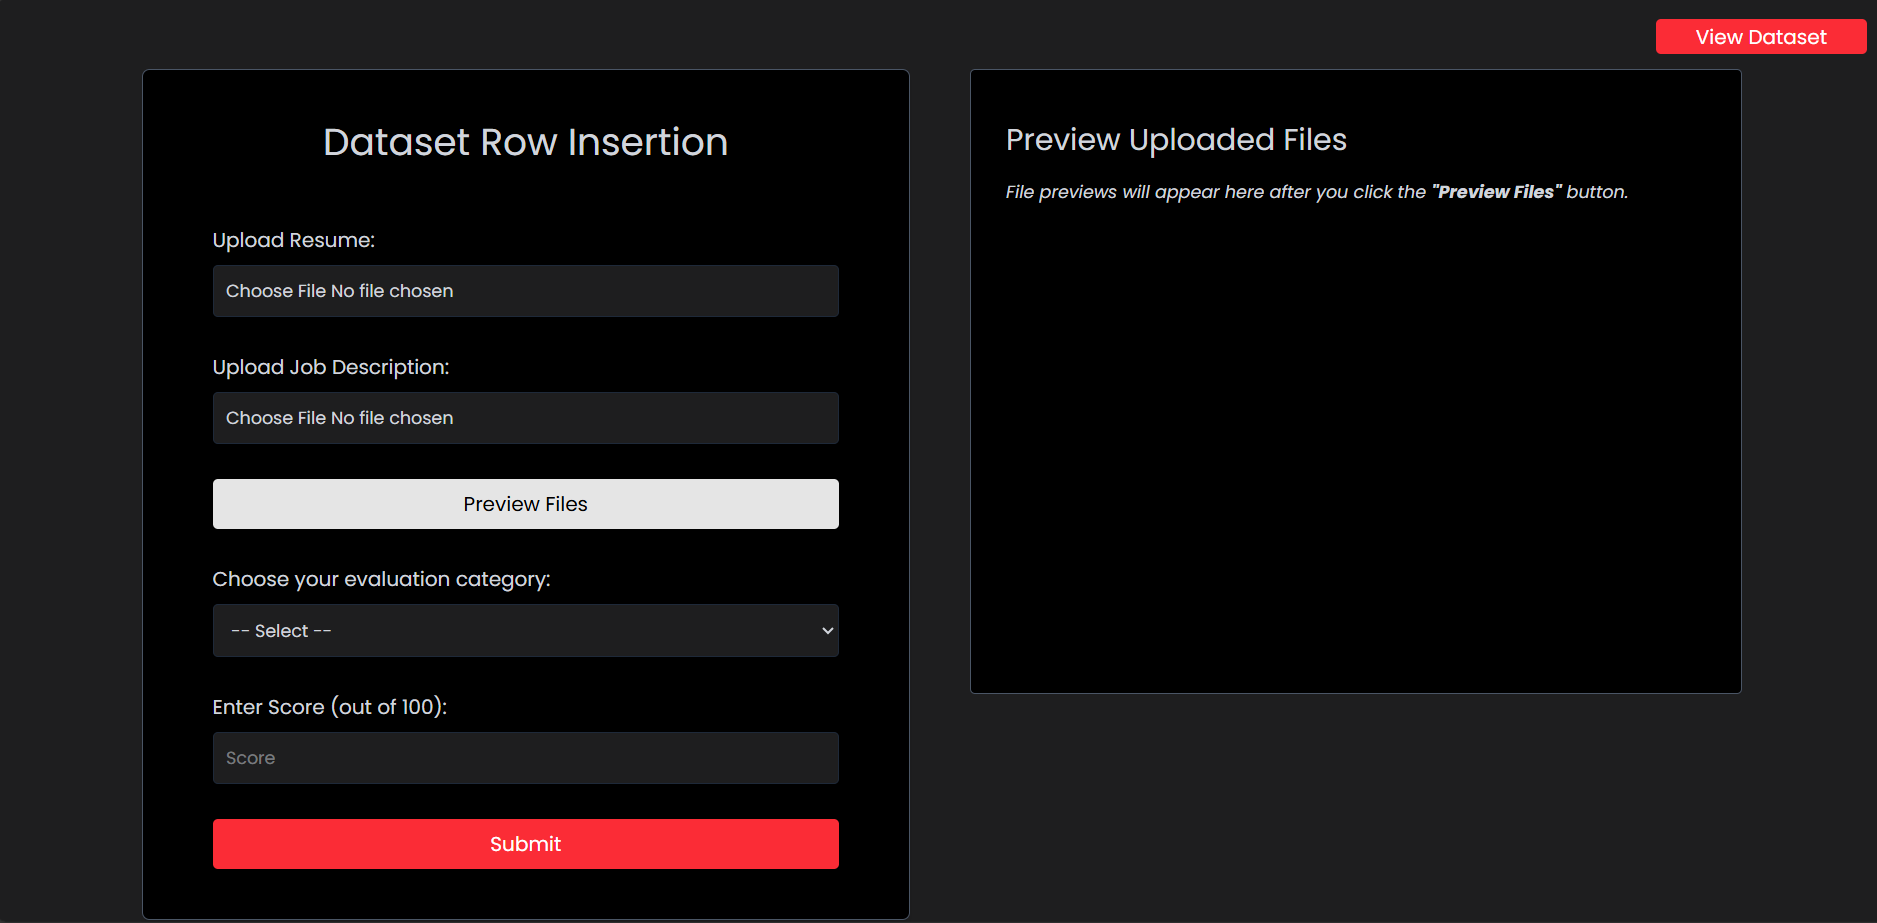 View Dataset
Dataset Row Insertion
Upload Resume:
Choose File No file chosen
Upload Job Description:
Choose File No file chosen
Preview Files
Choose your evaluation category:
-- Select --
Enter Score (out of 100):
Score
Submit
Preview Uploaded Files
File previews will appear here after you click the "Preview Files" button.